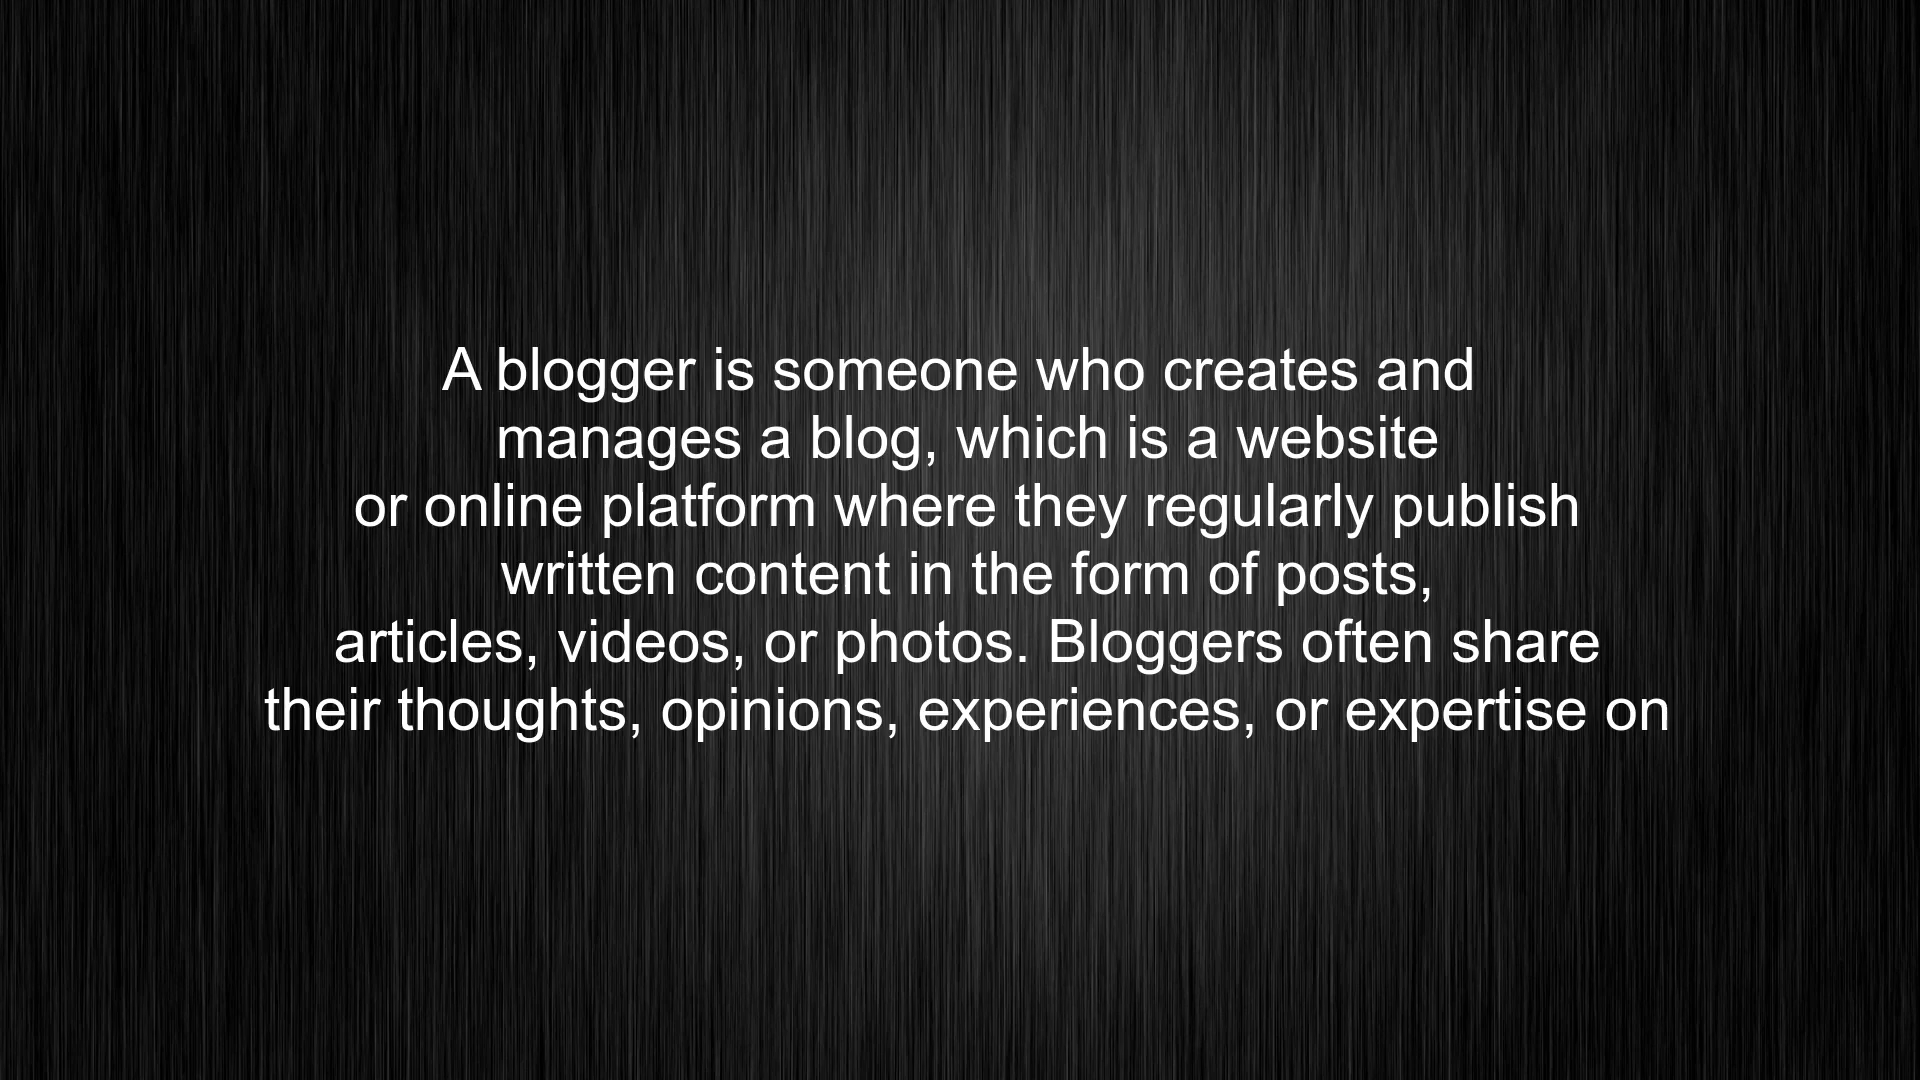 A blogger is someone who creates and
manages a blog, which is a website
or online platform where they regularly publish
written content in the form of posts,
articles, videos, or photos. Bloggers often share
their thoughts, opinions, experiences, or expertise on